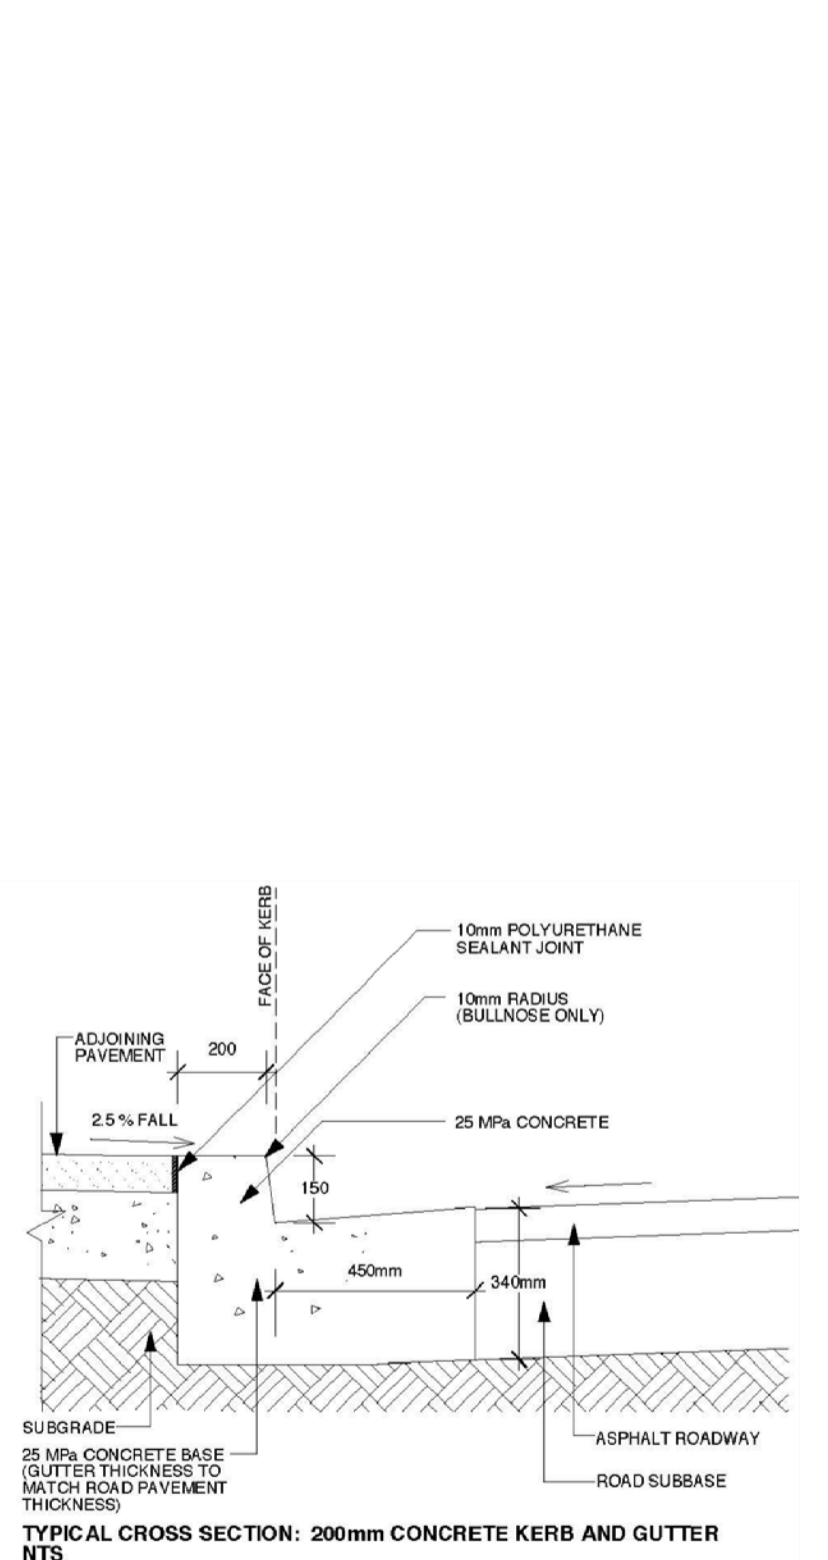 FACE OF KERB
10mm POLYURETHANE
SEALANT JOINT
10mm RADIUS
(BULLNOSE ONLY)
ADJOINING
PAVEMENT
200
2.5% FALL
25 MPa CONCRETE
150
450mm
340mm
SUBGRADE
25 MPa CONCRETE BASE
(GUTTER THICKNESS TO
MATCH ROAD PAVEMENT
THICKNESS)
ASPHALT ROADWAY
ROAD SUBBASE
TYPICAL CROSS SECTION: 200mm CONCRETE KERB AND GUTTER
NTS